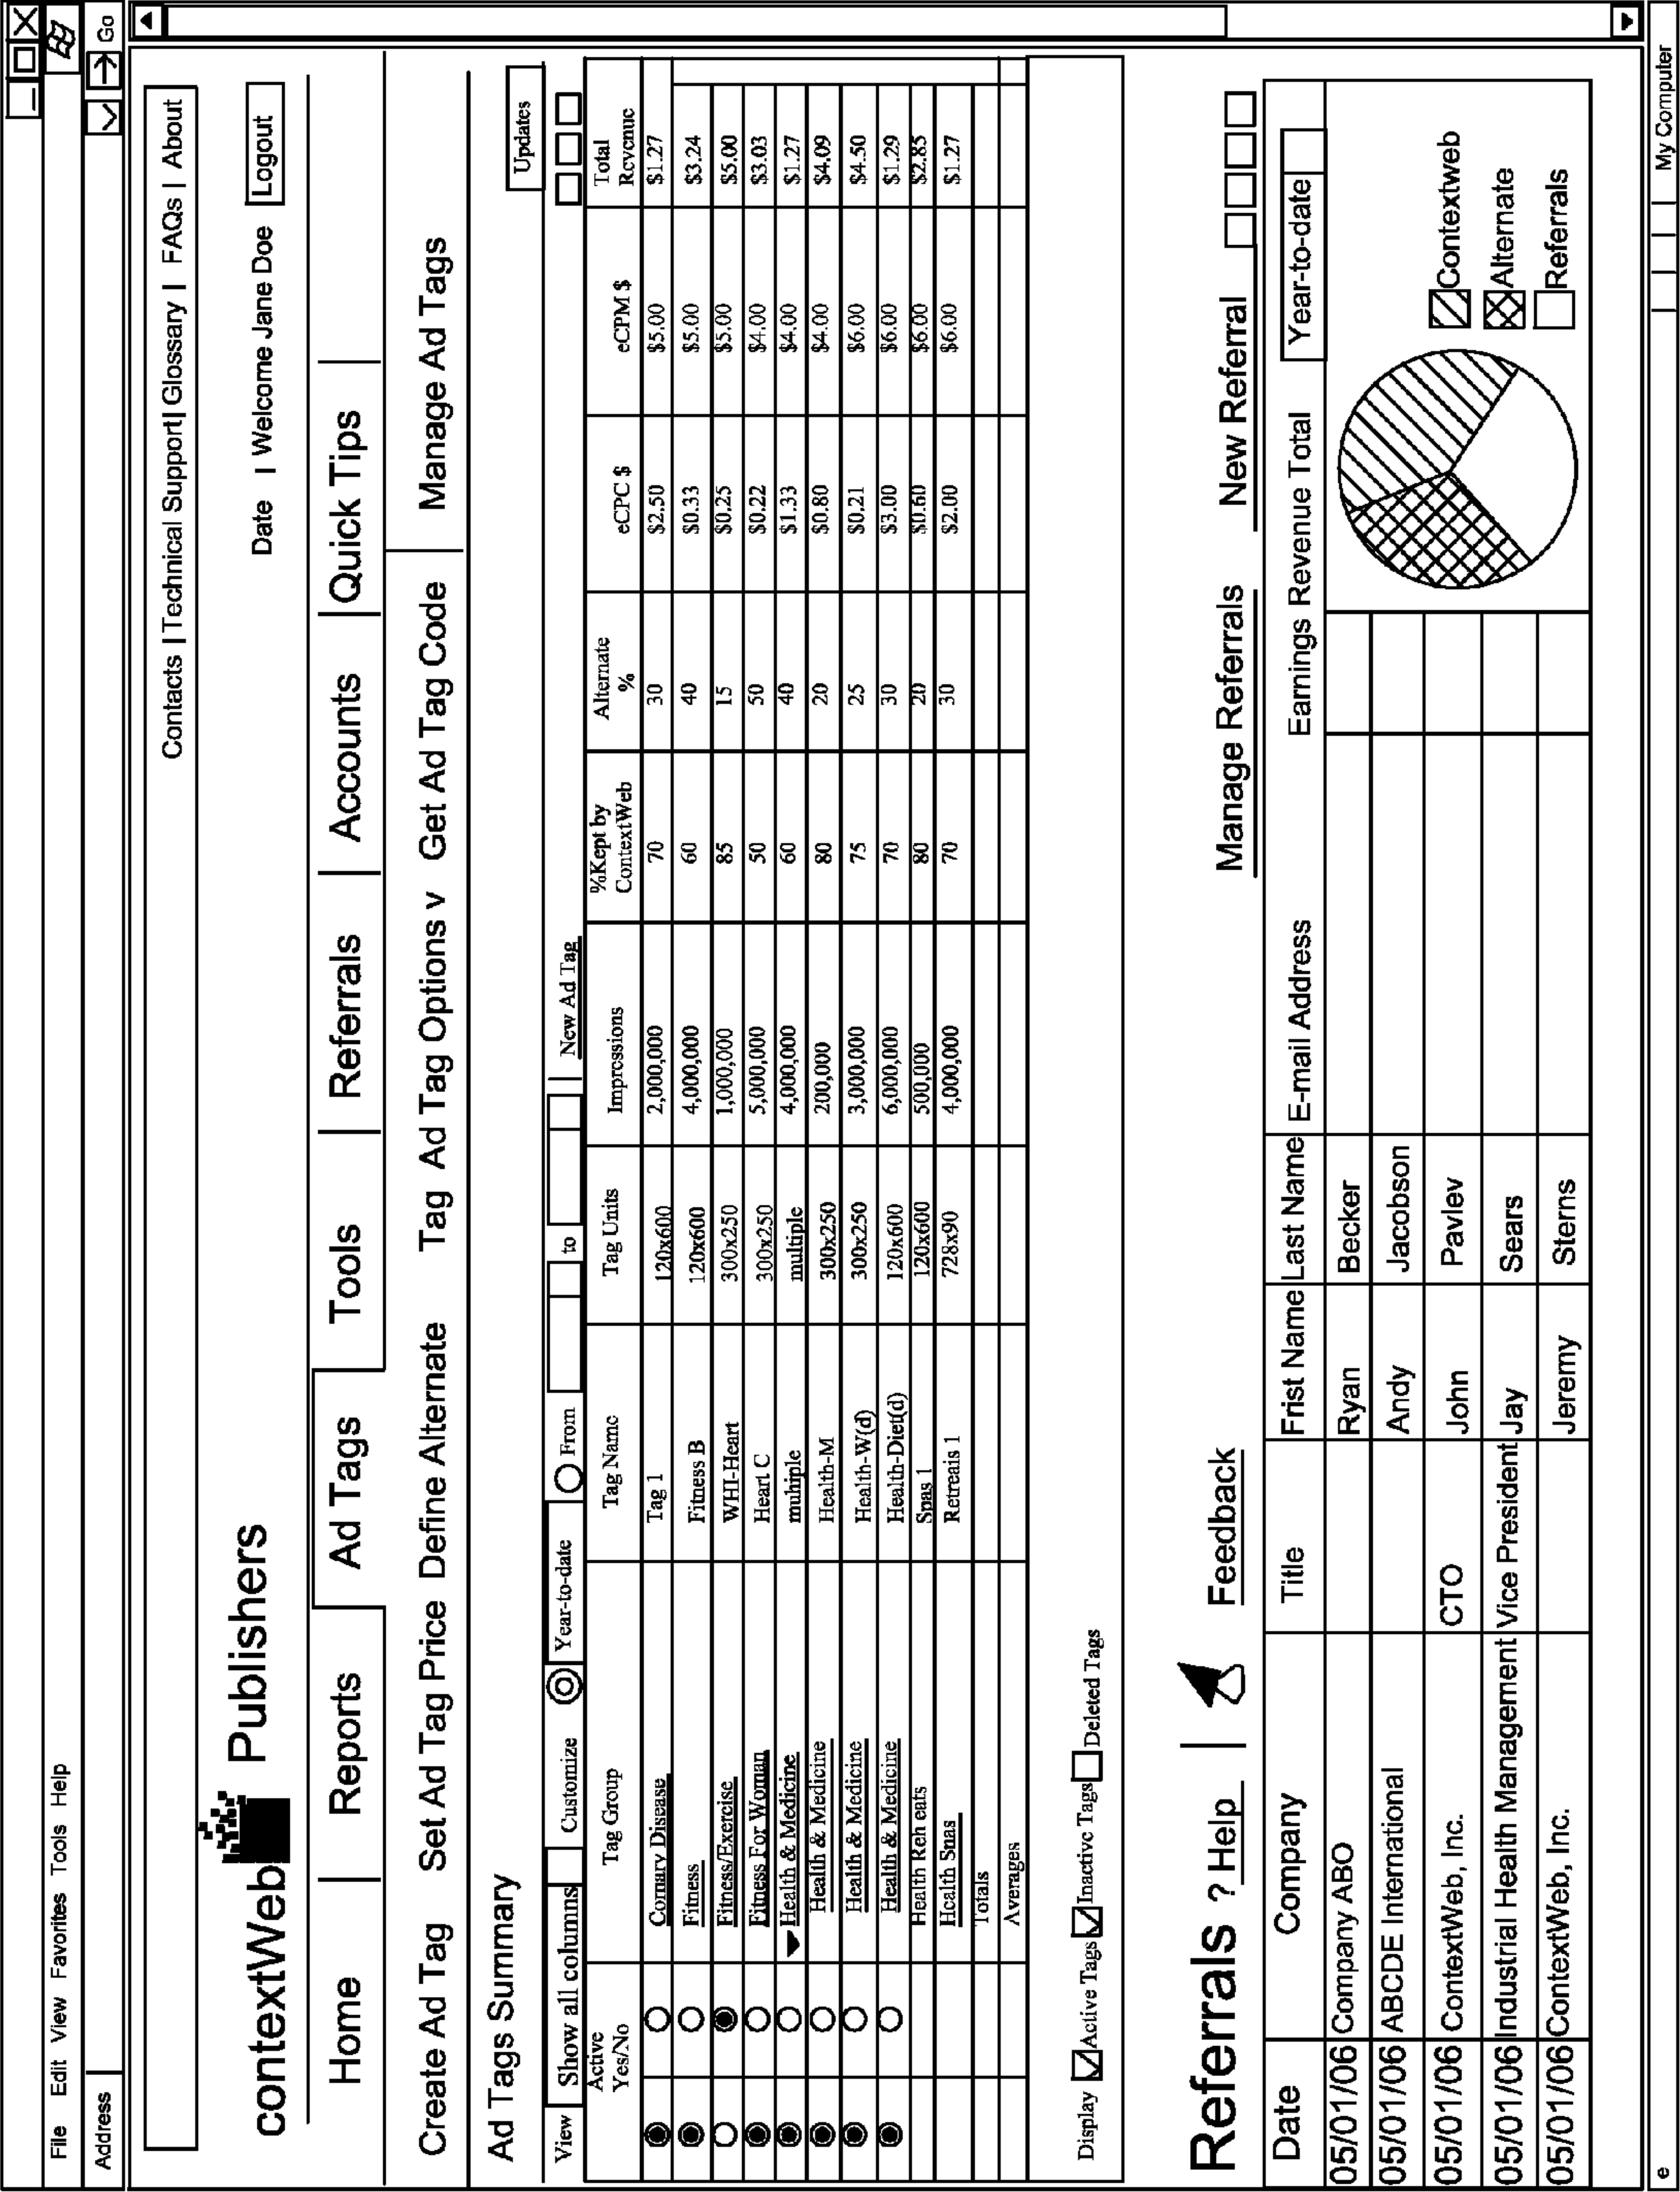 File Edit View Favorites Tools Help
Address Go
Contacts | Technical Support | Glossary | FAQs | About
contextWeb Publishers
Date | Welcome Jane Doe Logout
Home Reports Ad Tags Tools Referrals Accounts Quick Tips
Create Ad Tag Set Ad Tag Price Define Alternate Tag Ad Tag Options v Get Ad Tag Code Manage Ad Tags
Ad Tags Summary Updates
View Show all columns Customize Year-to-date From to New Ad Tag
Active Yes/No Tag Group Tag Name Tag Units Impressions %Kept by ContextWeb Alternate % eCPC $ eCPM $ Total Revenue
Cornary Disease Tag 1 120x600 2,000,000 70 30 $2.50 $5.00 $1.27
Fitness Fitness B 120x600 4,000,000 60 40 $0.33 $5.00 $3.24
Fitness/Exercise WHI-Heart 300x250 1,000,000 85 15 $0.25 $5.00 $5.00
Fitness For Woman Heart C 300x250 5,000,000 50 50 $0.22 $4.00 $3.03
Health & Medicine muhiple multiple 4,000,000 60 40 $1.33 $4.00 $1.27
Health & Medicine Health-M 300x250 200,000 80 20 $0.80 $4.00 $4.09
Health & Medicine Health-W(d) 300x250 3,000,000 75 25 $0.21 $6.00 $4.50
Health & Medicine Health-Diet(d) 120x600 6,000,000 70 30 $3.00 $6.00 $1.29
Health Reh eats Spas 1 120x600 500,000 80 20 $0.60 $6.00 $2.85
Health Spas Retreais 1 728x90 4,000,000 70 30 $2.00 $6.00 $1.27
Totals
Averages
Display Active Tags Inactive Tags Deleted Tags
Referrals ? Help | Feedback Manage Referrals New Referral
Date Company Title Frist Name Last Name E-mail Address Earnings Revenue Total Year-to-date
05/01/06 Company ABO Ryan Becker
05/01/06 ABCDE International Andy Jacobson
05/01/06 ContextWeb, Inc. CTO John Pavlev
05/01/06 Industrial Health Management Vice President Jay Sears
05/01/06 ContextWeb, Inc. Jeremy Sterns
Contextweb
Alternate
Referrals
e My Computer